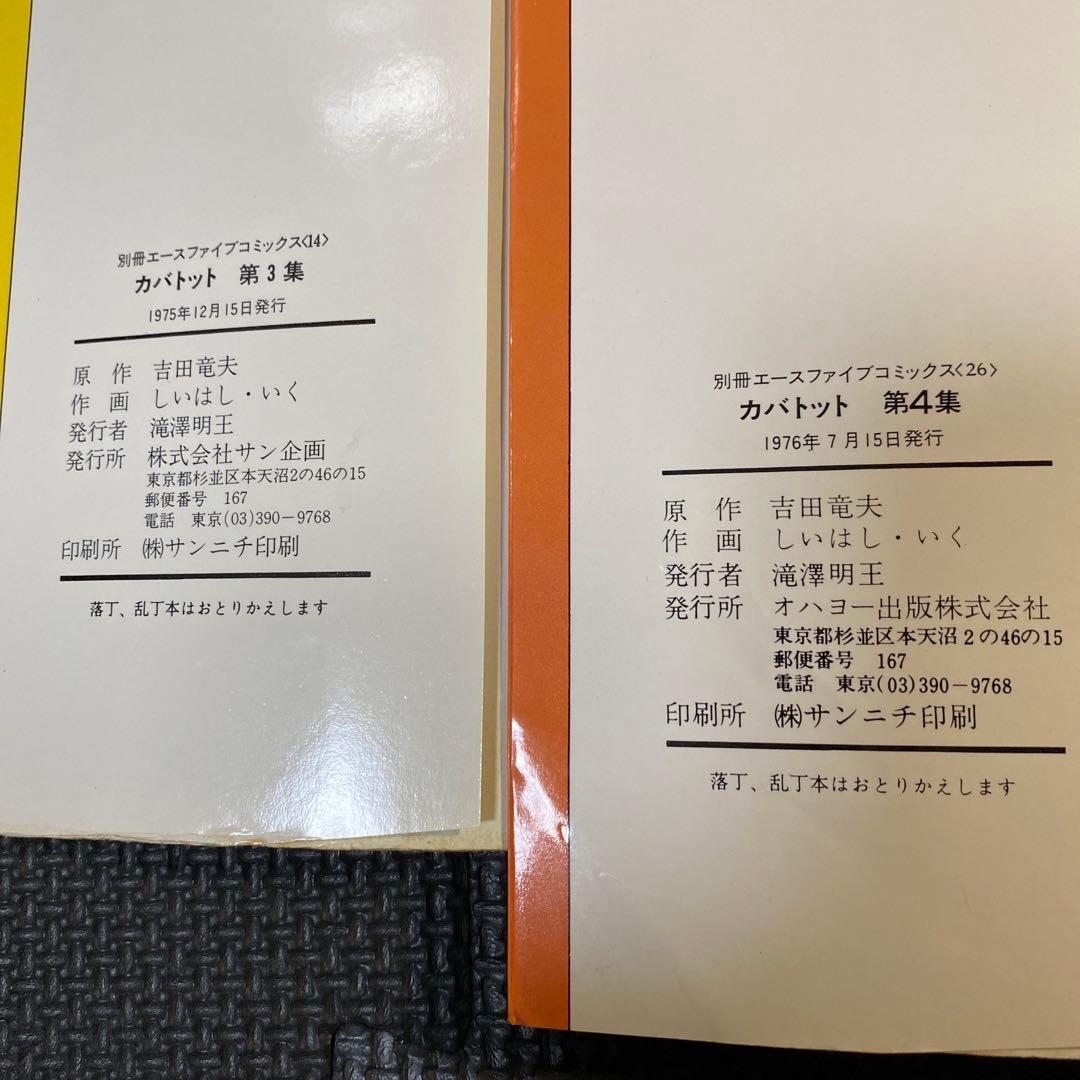 別冊エースファイブコミックス〈14〉
カバトット 第3集
1975年12月15日発行
原 作 吉田竜夫
作 画 しいはし・いく
発行者 滝澤明王
発行所 株式会社サン企画
東京都杉並区本天沼2の46の15
郵便番号 167
電話 東京(03)390-9768
印刷所 ㈱サンニチ印刷
落丁、乱丁本はおとりかえします
別冊エースファイブコミックス〈26〉
カバトット 第4集
1976年7月15日発行
原 作 吉田竜夫
作 画 しいはし・いく
発行者 滝澤明王
発行所 オハヨー出版株式会社
東京都杉並区本天沼2の46の15
郵便番号 167
電話 東京(03)390-9768
印刷所 ㈱サンニチ印刷
落丁、乱丁本はおとりかえします